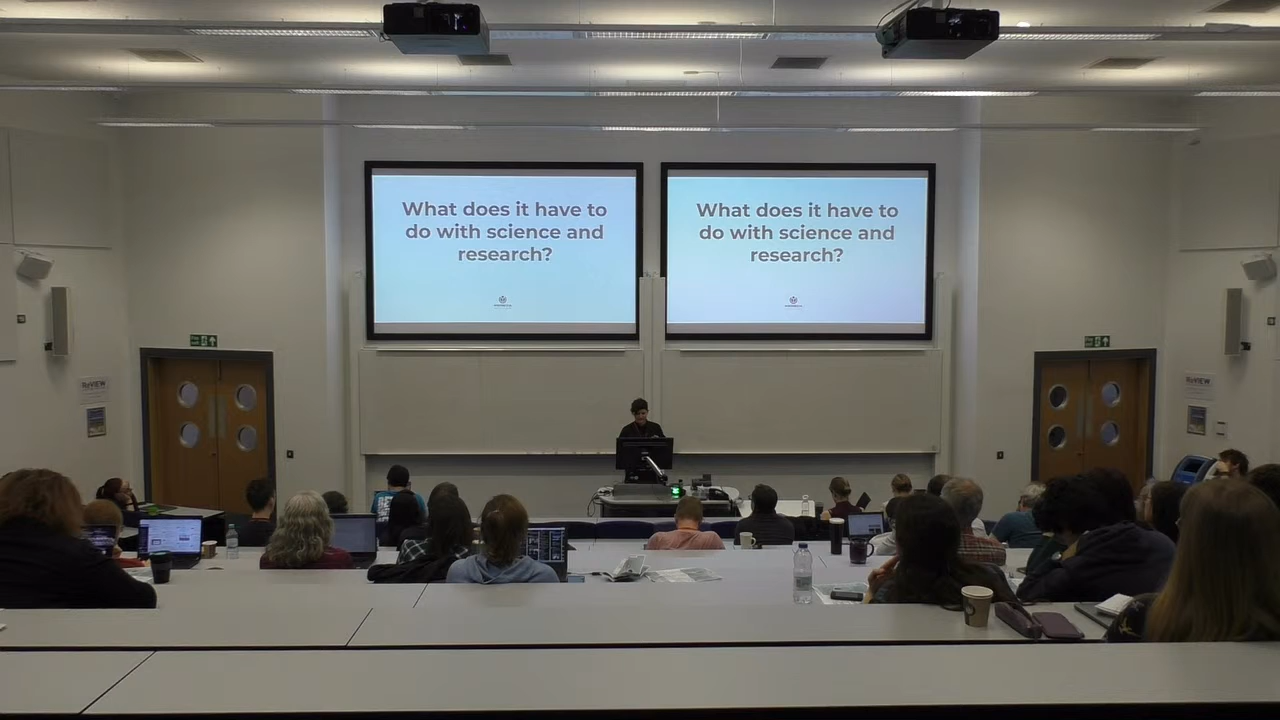 What does it have to
do with science and
research?
What does it have to
do with science and
research?